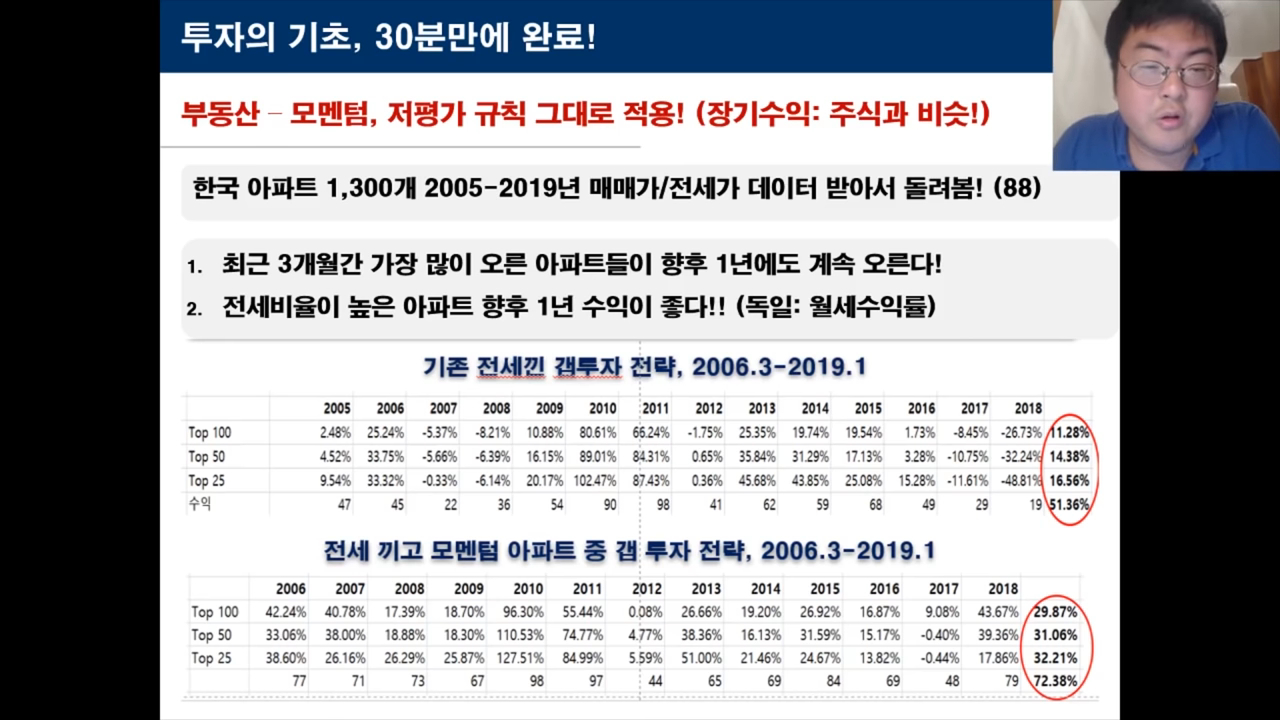 투자의 기초, 30분만에 완료!
부동산 – 모멘텀, 저평가 규칙 그대로 적용! (장기수익: 주식과 비슷!)
한국 아파트 1,300개 2005-2019년 매매가/전세가 데이터 받아서 돌려봄! (88)
1. 최근 3개월간 가장 많이 오른 아파트들이 향후 1년에도 계속 오른다!
2. 전세비율이 높은 아파트 향후 1년 수익이 좋다!! (독일: 월세수익률)
기존 전세낀 갭투자 전략, 2006.3-2019.1
2005 2006 2007 2008 2009 2010 2011 2012 2013 2014 2015 2016 2017 2018
Top 100 2.48% 25.24% -5.37% -8.21% 10.88% 80.61% 66.24% -1.75% 25.35% 19.74% 19.54% 1.73% -8.45% -26.73% 11.28%
Top 50 4.52% 33.75% -5.66% -6.39% 16.15% 89.01% 84.31% 0.65% 35.84% 31.29% 17.13% 3.28% -10.75% -32.24% 14.38%
Top 25 9.54% 33.32% -0.33% -6.14% 20.17% 102.47% 87.43% 0.36% 45.68% 43.85% 25.08% 15.28% -11.61% -48.81% 16.56%
수익 47 45 22 36 54 90 98 41 62 59 68 49 29 19 51.36%
전세 끼고 모멘텀 아파트 중 갭 투자 전략, 2006.3-2019.1
2006 2007 2008 2009 2010 2011 2012 2013 2014 2015 2016 2017 2018
Top 100 42.24% 40.78% 17.39% 18.70% 96.30% 55.44% 0.08% 26.66% 19.20% 26.92% 16.87% 9.08% 43.67% 29.87%
Top 50 33.06% 38.00% 18.88% 18.30% 110.53% 74.77% 4.77% 38.36% 16.13% 31.59% 15.17% -0.40% 39.36% 31.06%
Top 25 38.60% 26.16% 26.29% 25.87% 127.51% 84.99% 5.59% 51.00% 21.46% 24.67% 13.82% -0.44% 17.86% 32.21%
77 71 73 67 98 97 44 65 69 84 69 48 79 72.38%